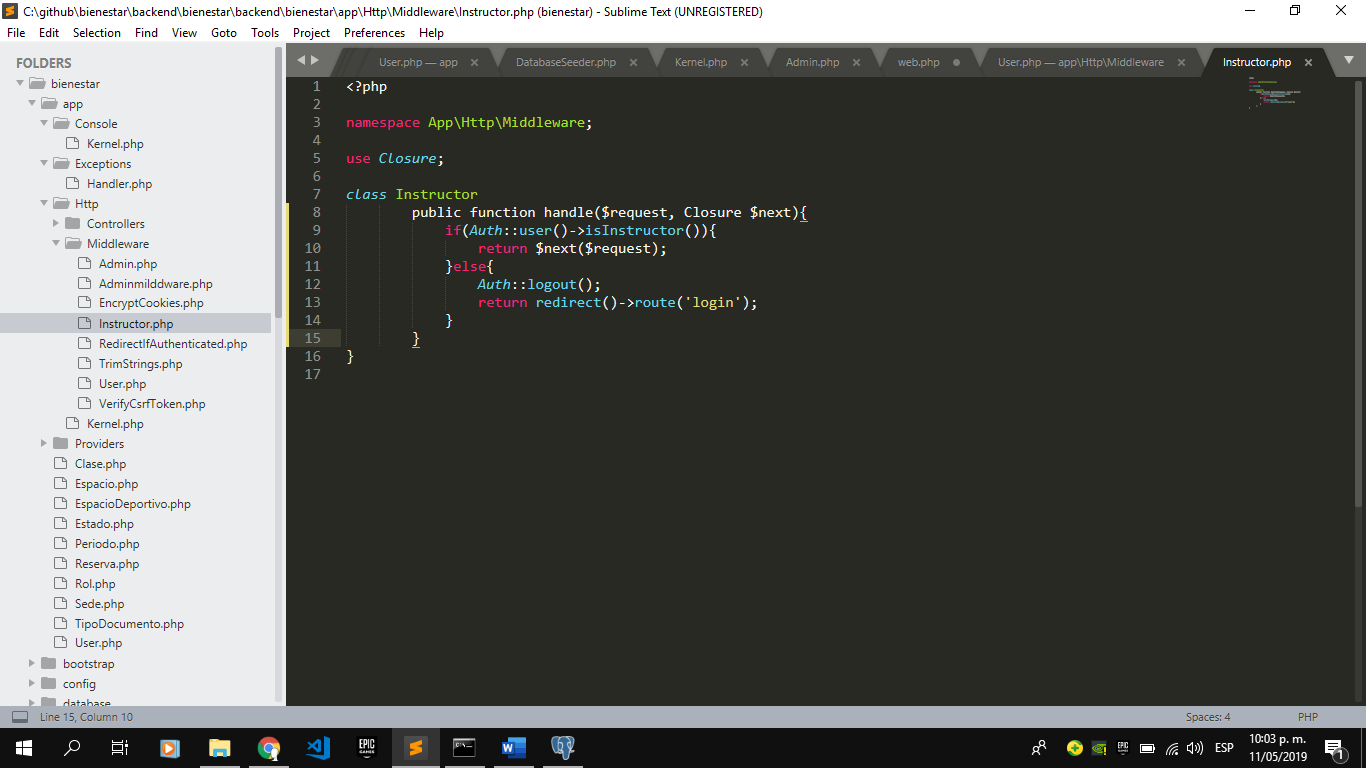 C:\github\bienestar\backend\bienestar\backend\bienestar\app\Http\Middleware\Instructor.php (bienestar) - Sublime Text (UNREGISTERED)
File Edit Selection Find View Goto Tools Project Preferences Help
FOLDERS
bienestar
app
Console
Kernel.php
Exceptions
Handler.php
Http
Controllers
Middleware
Admin.php
Adminmilddware.php
EncryptCookies.php
Instructor.php
RedirectIfAuthenticated.php
TrimStrings.php
User.php
VerifyCsrfToken.php
Kernel.php
Providers
Clase.php
Espacio.php
EspacioDeportivo.php
Estado.php
Periodo.php
Reserva.php
Rol.php
Sede.php
TipoDocumento.php
User.php
bootstrap
config
database
User.php — app DatabaseSeeder.php Kernel.php Admin.php web.php User.php — app\Http\Middleware Instructor.php
1 <?php
2
3 namespace App\Http\Middleware;
4
5 use Closure;
6
7 class Instructor
8 public function handle($request, Closure $next){
9 if(Auth::user()->isInstructor()){
10 return $next($request);
11 }else{
12 Auth::logout();
13 return redirect()->route('login');
14 }
15 }
16 }
17
Line 15, Column 10 Spaces: 4 PHP
EPIC GAMES
ESP
10:03 p. m.
11/05/2019
1